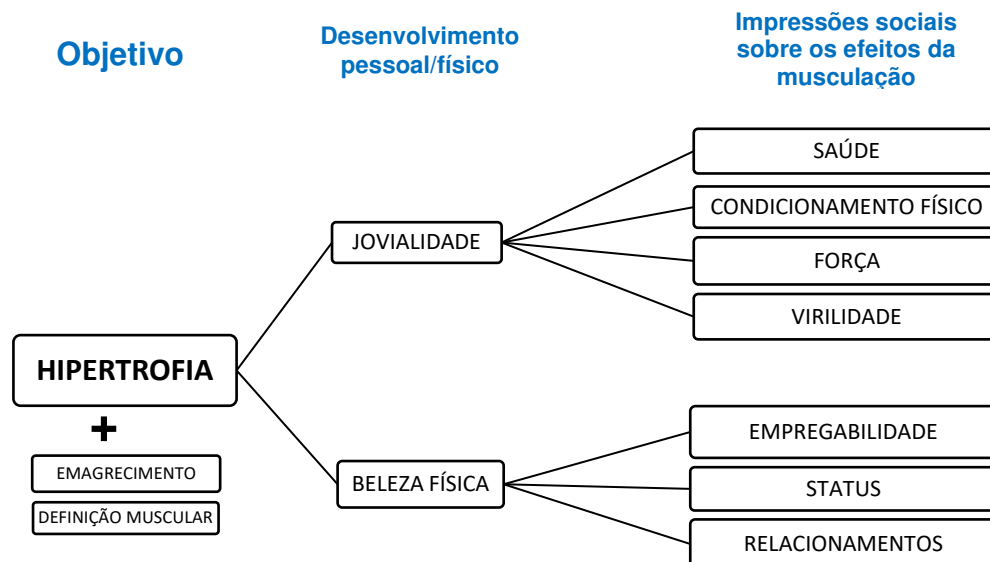 Objetivo
Desenvolvimento
pessoal/físico
Impressões sociais
sobre os efeitos da
musculação
HIPERTROFIA
+
EMAGRECIMENTO
DEFINIÇÃO MUSCULAR
JOVIALIDADE
BELEZA FÍSICA
SAÚDE
CONDICIONAMENTO FÍSICO
FORÇA
VIRILIDADE
EMPREGABILIDADE
STATUS
RELACIONAMENTOS